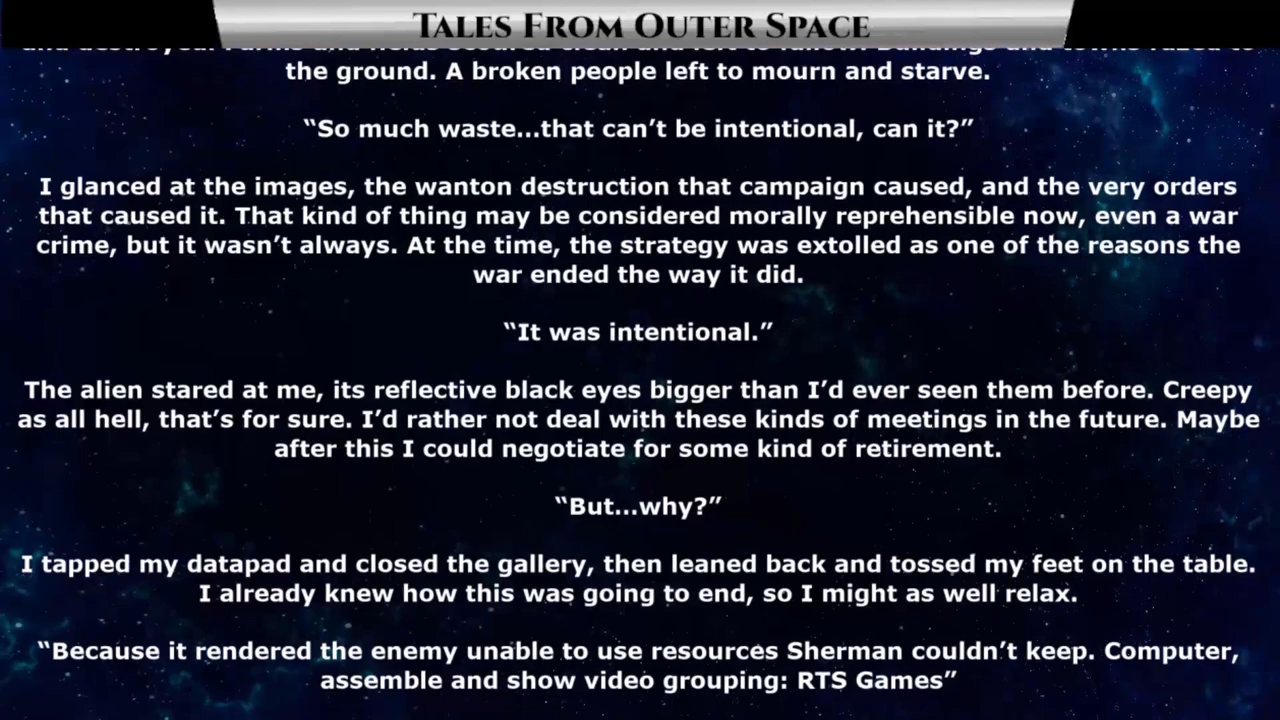 Tales From Outer Space
the ground. A broken people left to mourn and starve.
“So much waste...that can’t be intentional, can it?”
I glanced at the images, the wanton destruction that campaign caused, and the very orders
that caused it. That kind of thing may be considered morally reprehensible now, even a war
crime, but it wasn’t always. At the time, the strategy was extolled as one of the reasons the
war ended the way it did.
“It was intentional.”
The alien stared at me, its reflective black eyes bigger than I’d ever seen them before. Creepy
as all hell, that’s for sure. I’d rather not deal with these kinds of meetings in the future. Maybe
after this I could negotiate for some kind of retirement.
“But...why?”
I tapped my datapad and closed the gallery, then leaned back and tossed my feet on the table.
I already knew how this was going to end, so I might as well relax.
“Because it rendered the enemy unable to use resources Sherman couldn’t keep. Computer,
assemble and show video grouping: RTS Games”